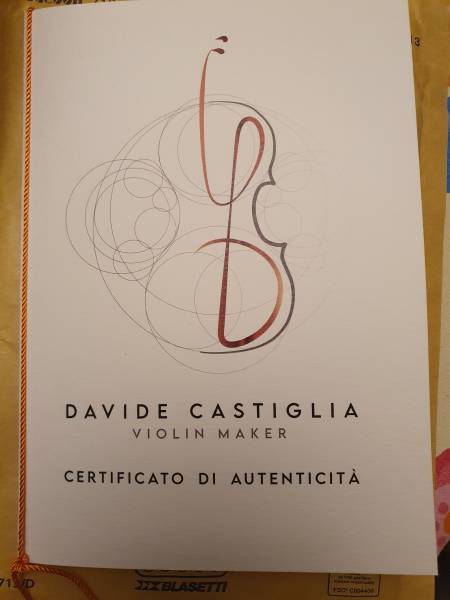 DAVIDE CASTIGLIA
VIOLIN MAKER
CERTIFICATO DI AUTENTICITÀ
BLASETTI